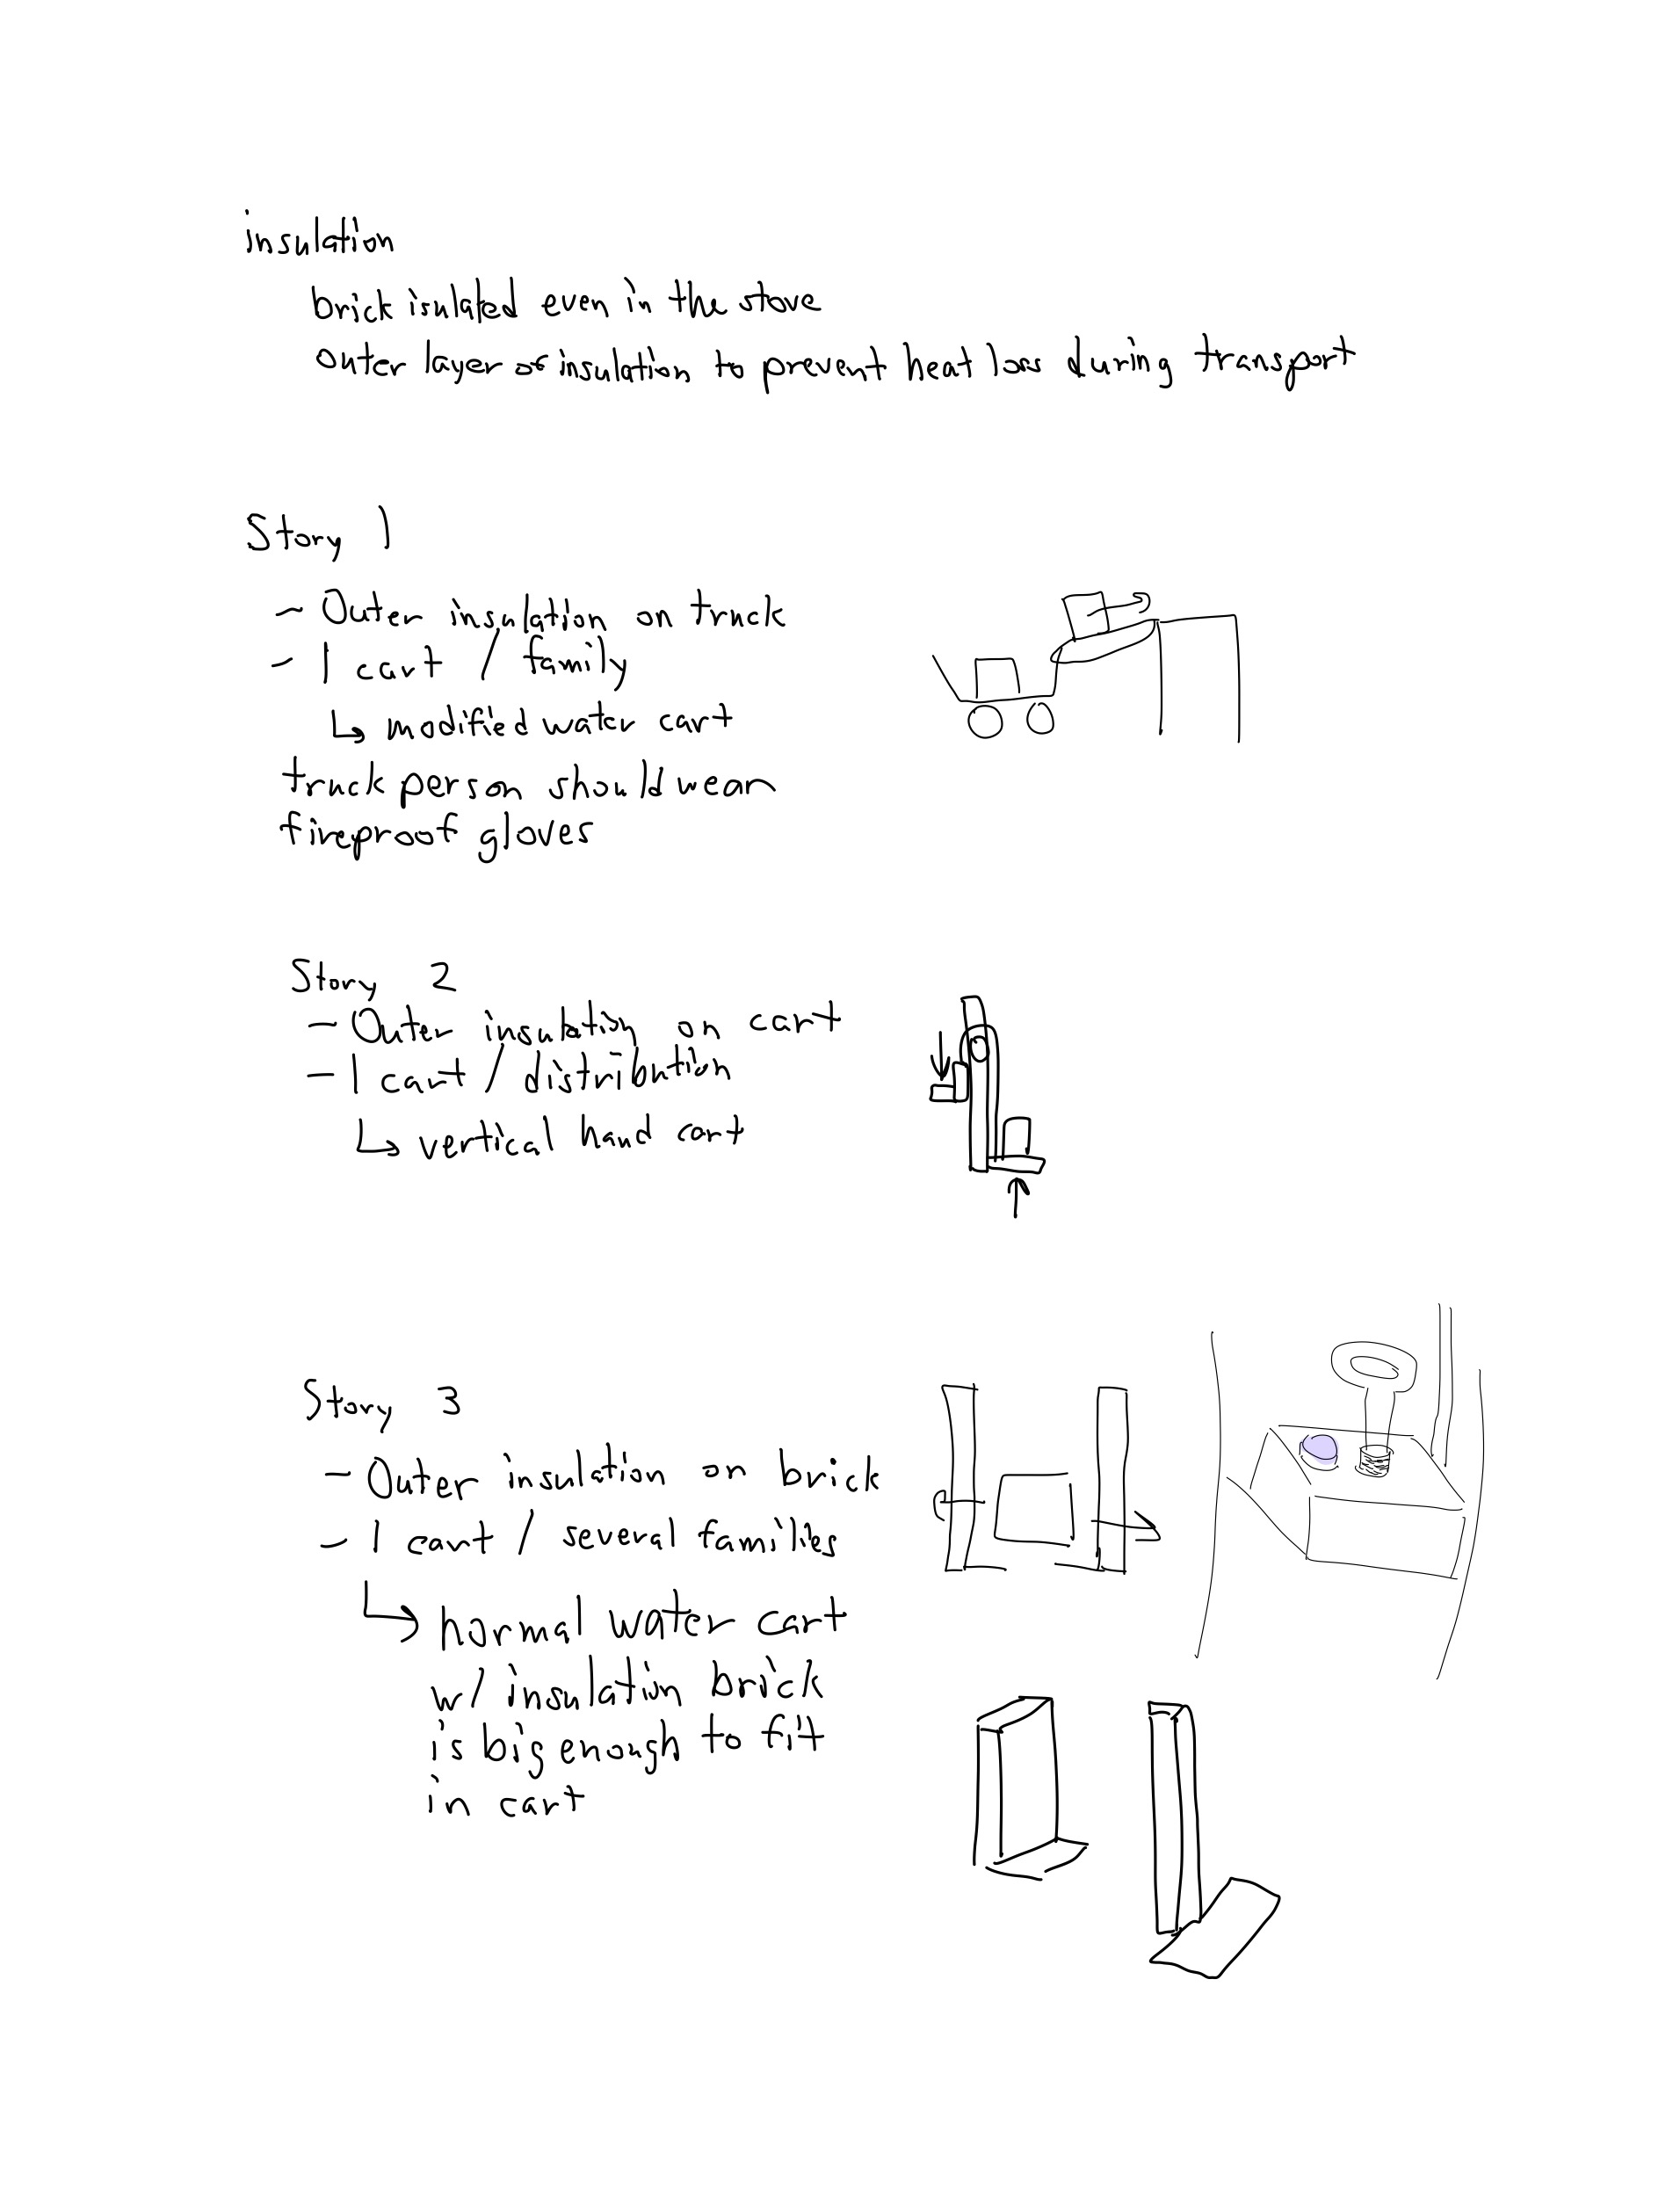 insulation
brick isulated even in the stove
outer layer of insulation to prevent heat loss during transport
Story 1
- Outer insulation on truck
- 1 cart / family
↳ modified water cart
truck person should wear
fireproof gloves
Story 2
- Outer insulation on cart
- 1 cart / distribution
↳ vertical hand cart
Story 3
- Outer insulation on brick
- 1 cart / several families
↳ normal water cart
w/ insulation brick
is big enough to fit
in cart